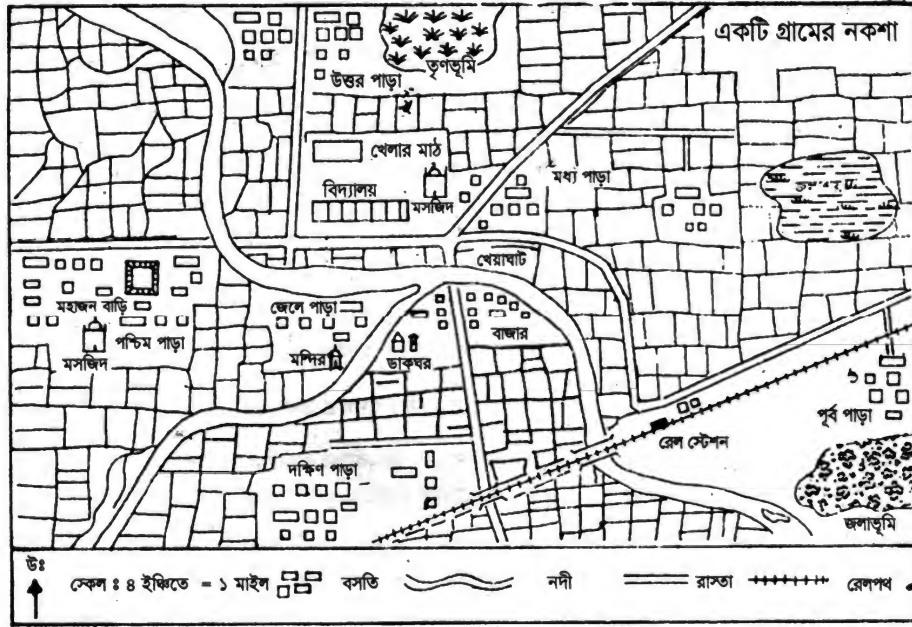 একটি গ্রামের নকশা
তৃণভূমি
উত্তর পাড়া
খেলার মাঠ
বিদ্যালয়
মসজিদ
মধ্য পাড়া
খেয়াঘাট
মহাজন বাড়ি
জেলে পাড়া
বাজার
পশ্চিম পাড়া
মসজিদ
মন্দির
ডাকঘর
পূর্ব পাড়া
রেল স্টেশন
দক্ষিণ পাড়া
জলাভূমি
উঃ
স্কেল ঃ ৪ ইঞ্চিতে = ১ মাইল বসতি নদী রাস্তা রেলপথ